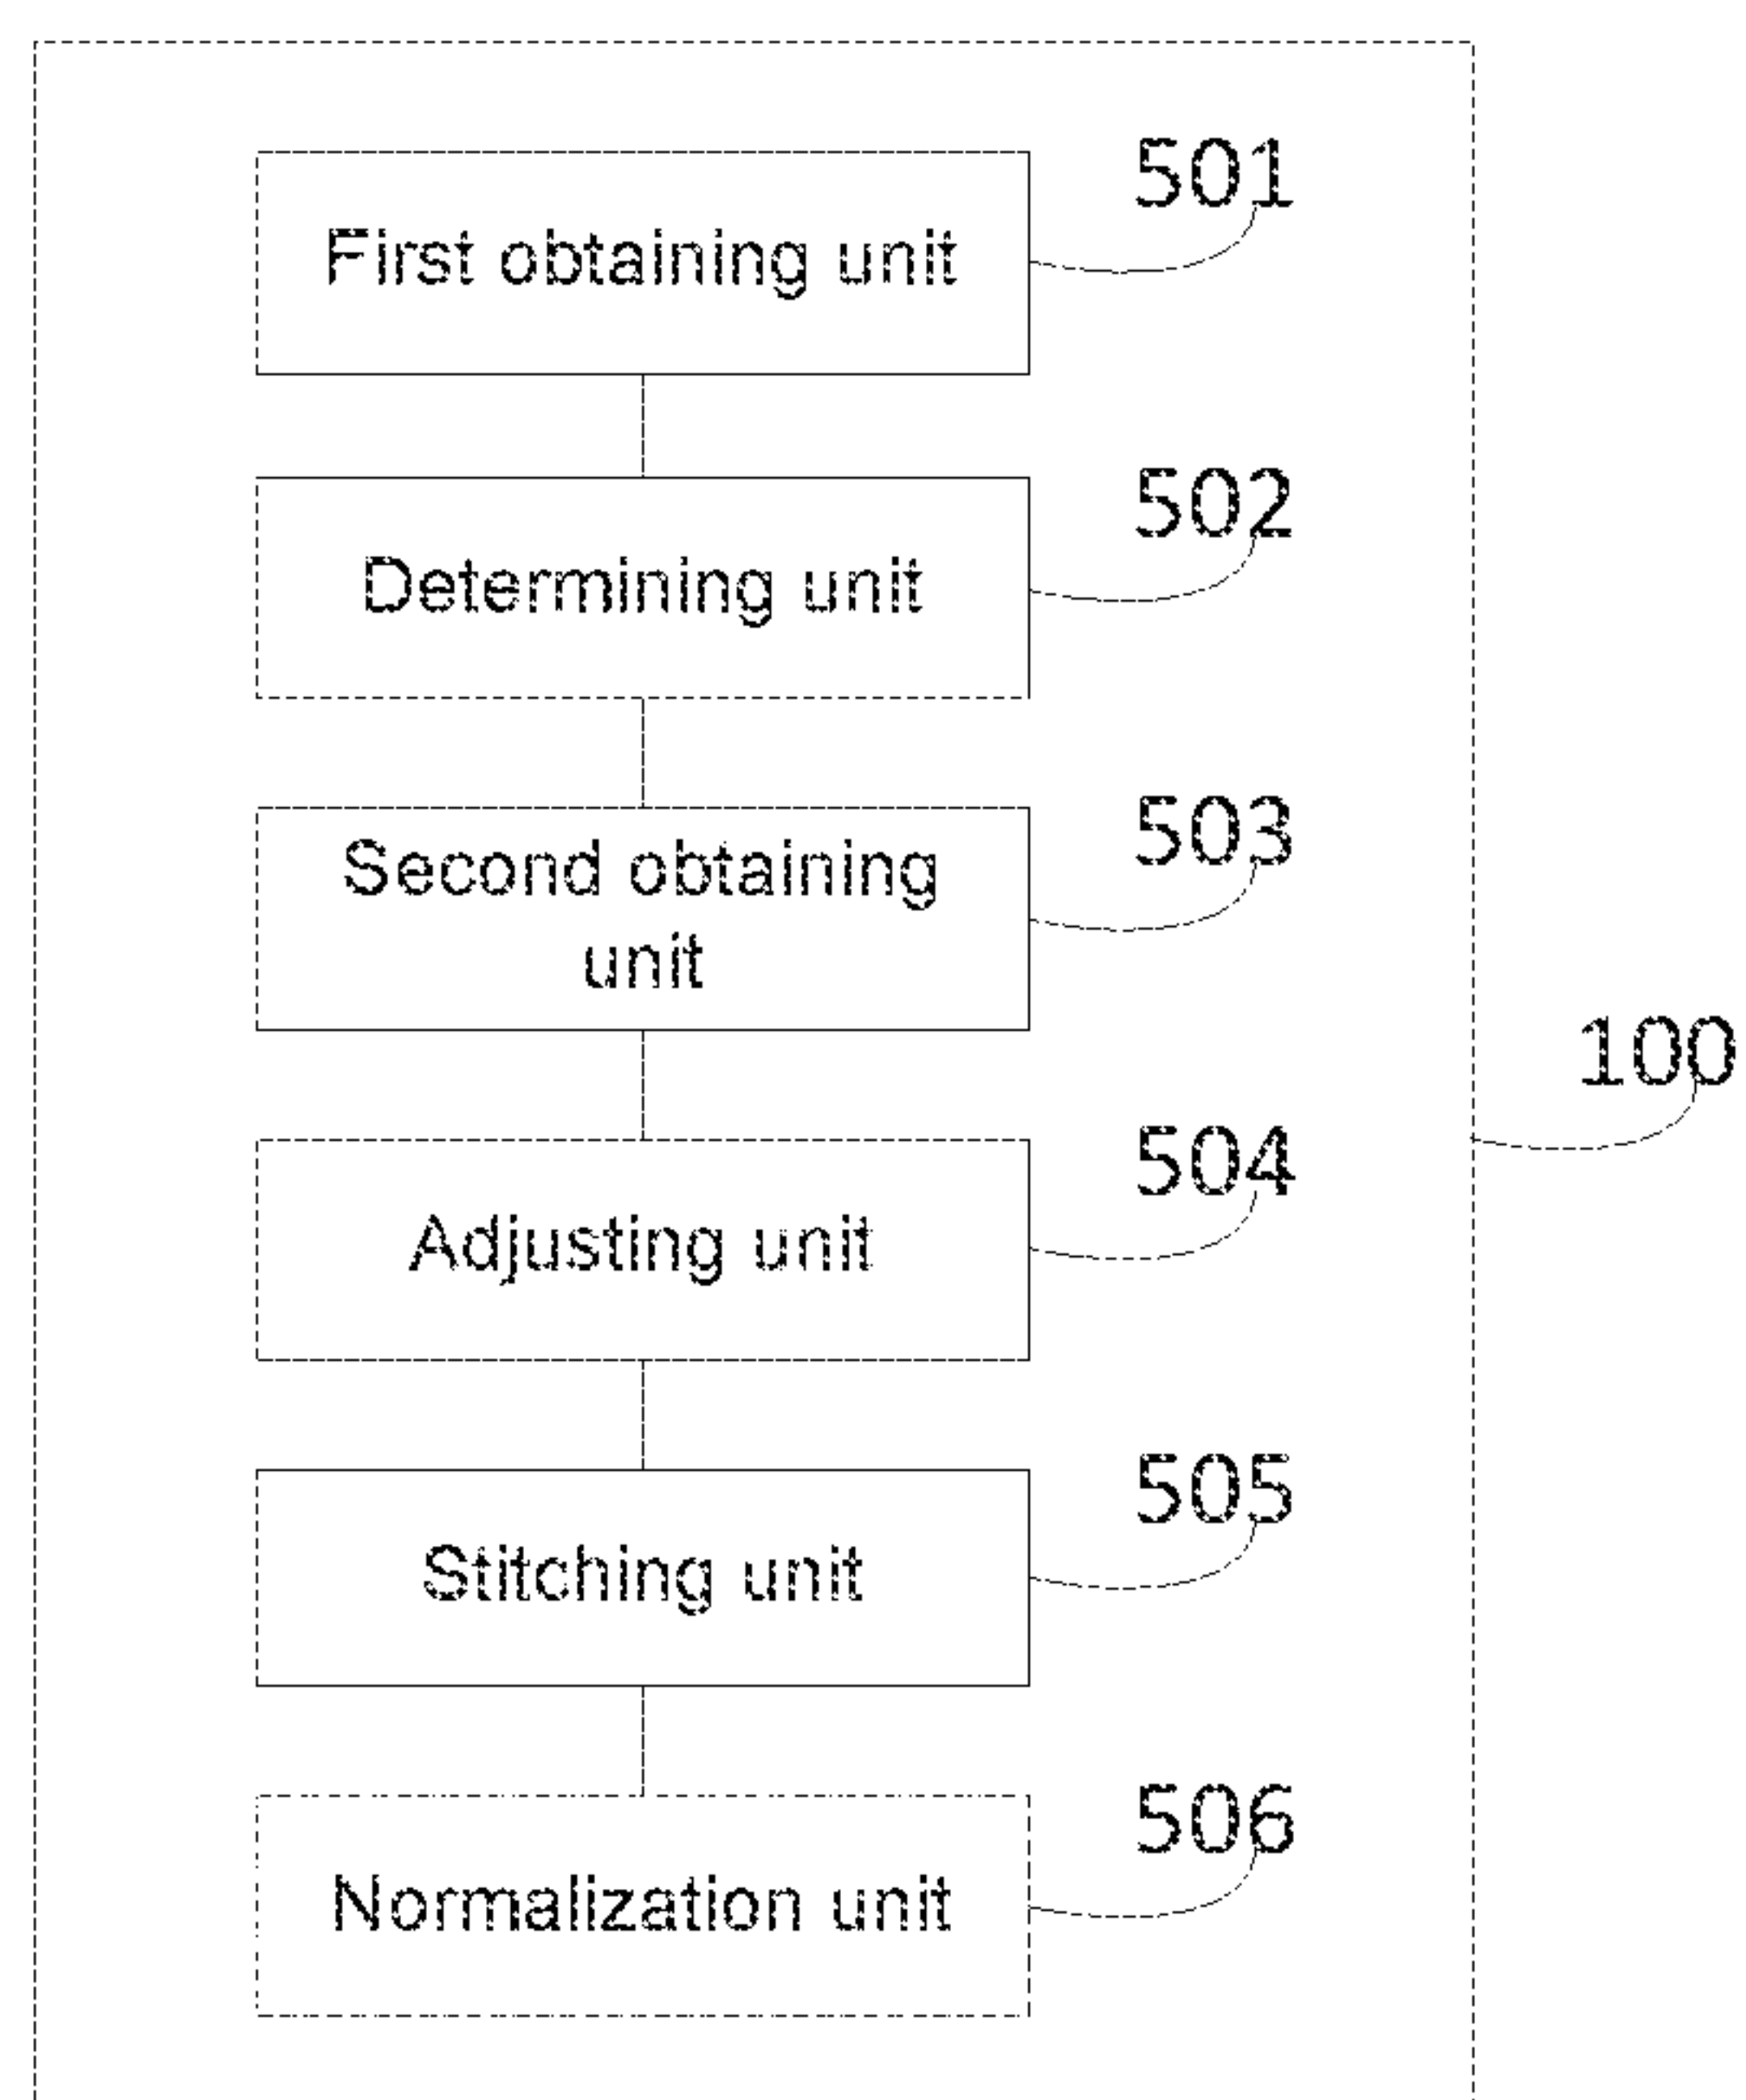 501
First obtaining unit
502
Determining unit
503
Second obtaining
unit
100
504
Adjusting unit
505
Stitching unit
506
Normalization unit